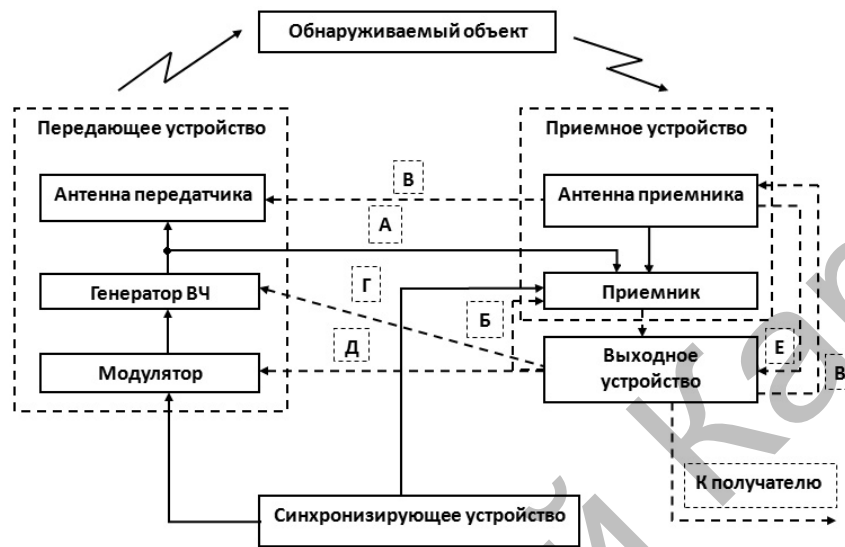 Обнаруживаемый объект
Передающее устройство
Приемное устройство
Антенна передатчика
В
Антенна приемника
А
Генератор ВЧ
Г
Приемник
Б
Д
Модулятор
Выходное
устройство
Е
В
К получателю
Синхронизирующее устройство